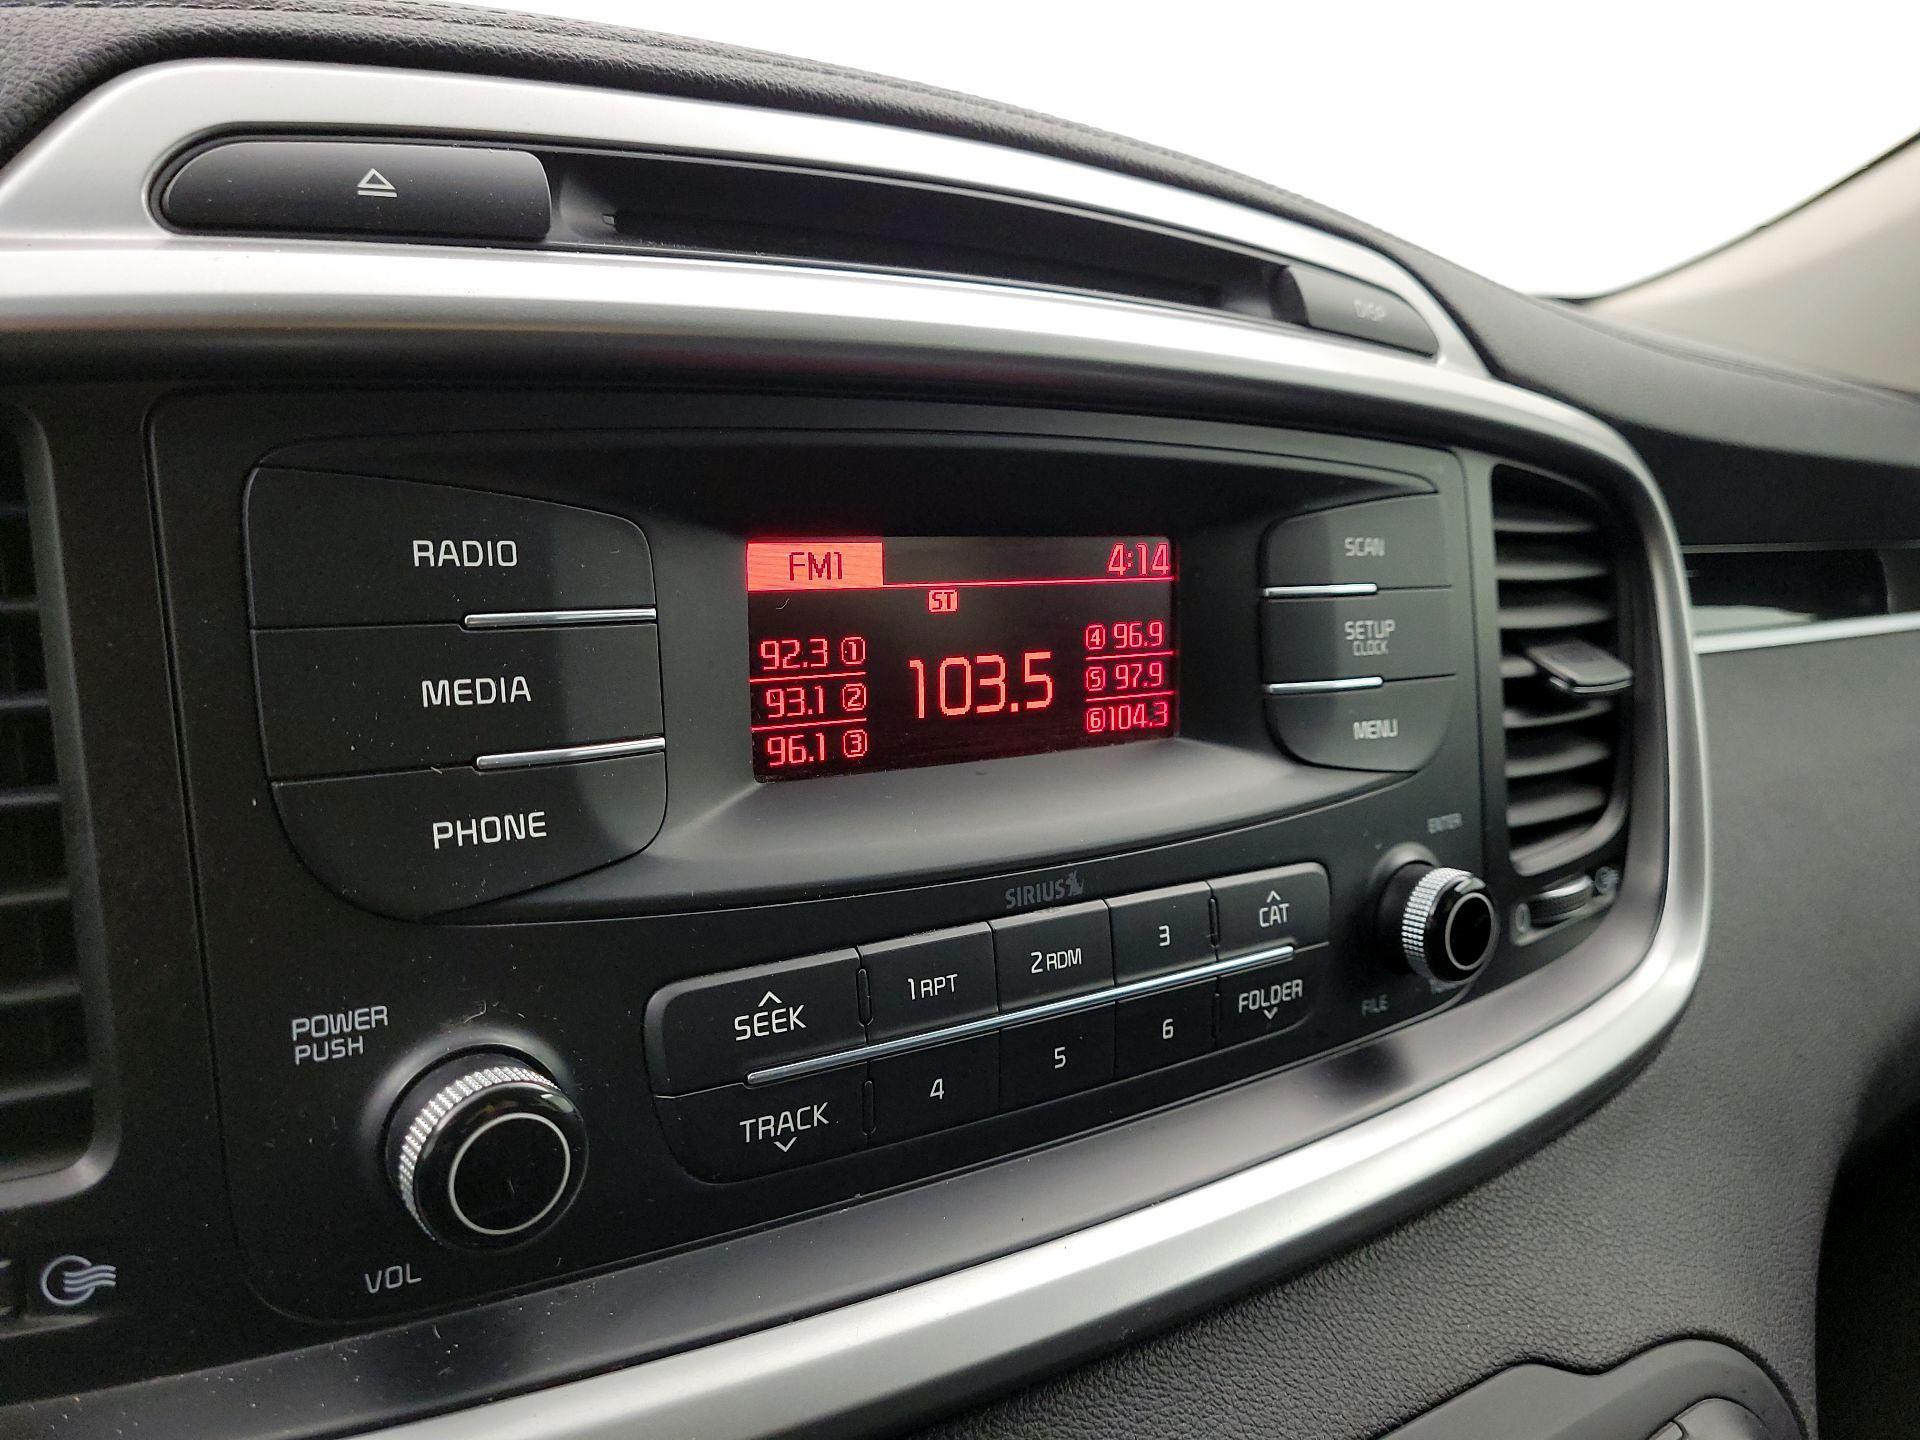 DISP
RADIO
MEDIA
PHONE
FM1
4:14
ST
92.3 1
93.1 2
96.1 3
103.5
4 96.9
5 97.9
6 104.3
SCAN
SETUP
CLOCK
MENU
SIRIUS
POWER
PUSH
VOL
SEEK
TRACK
1 RPT
2 RDM
3
CAT
4
5
6
FOLDER
ENTER
FILE